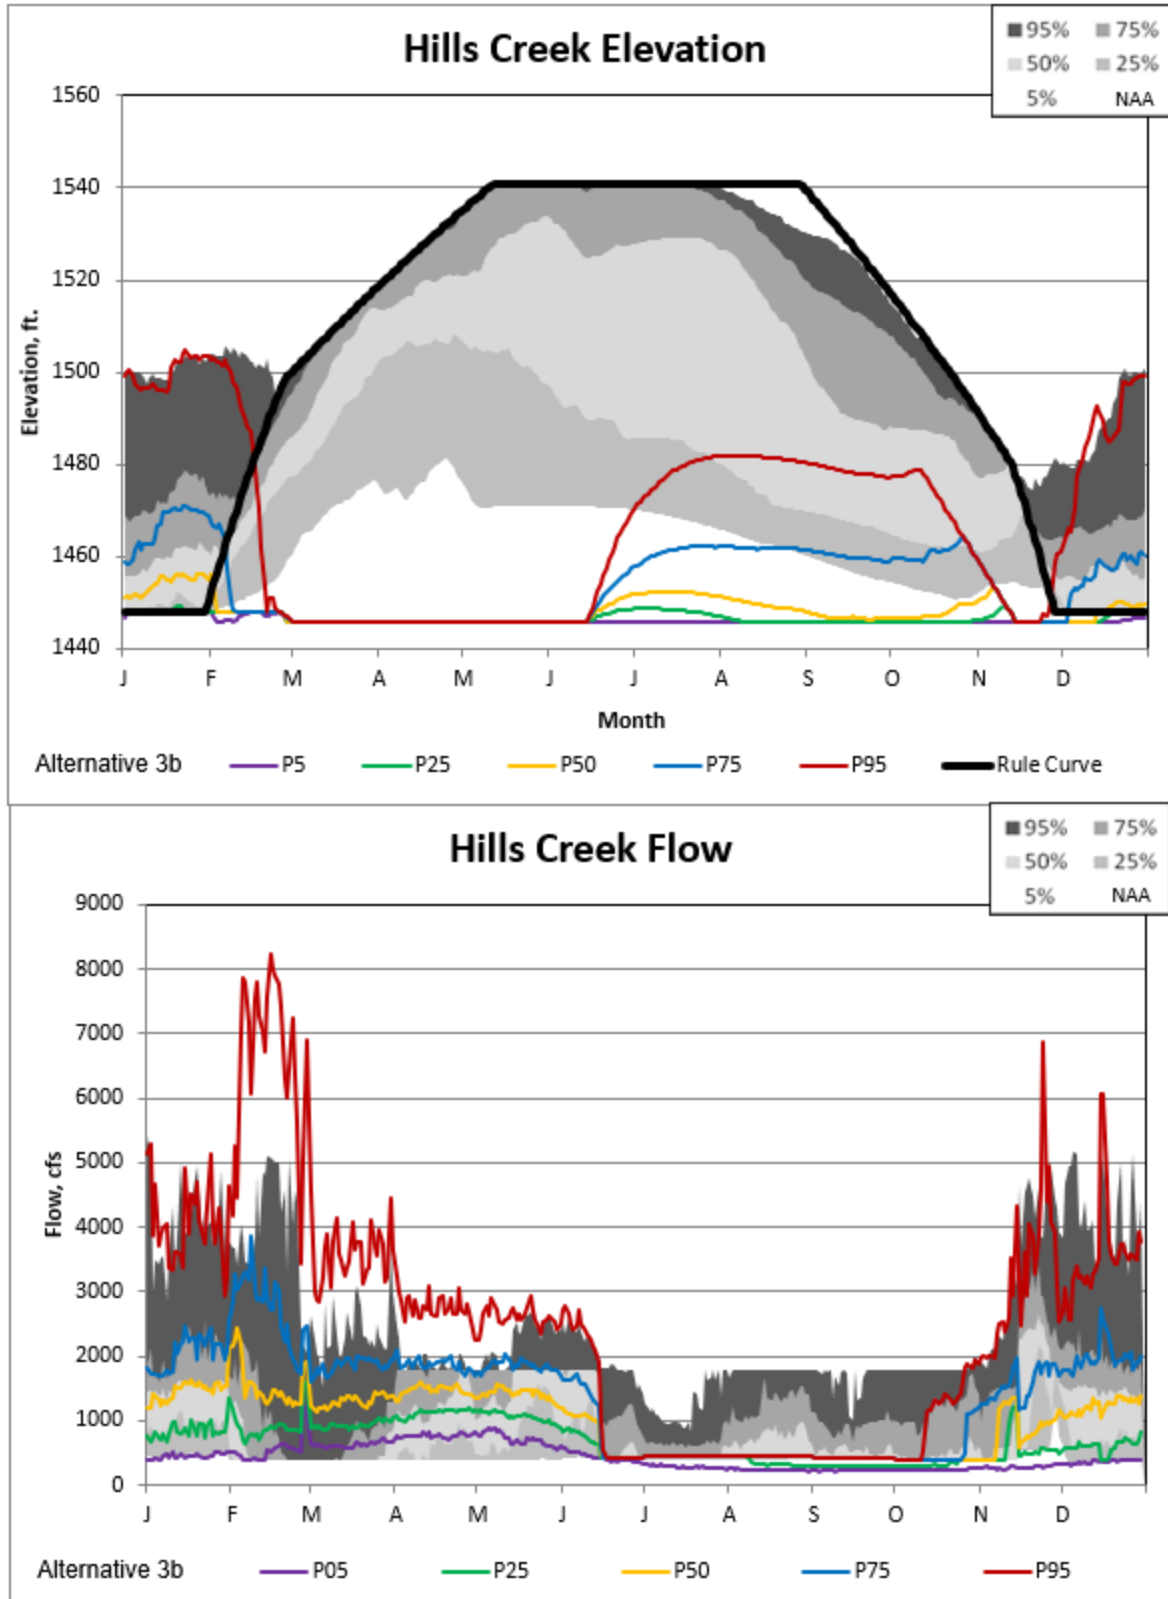 Hills Creek Elevation
95% 75%
50% 25%
5% NAA
Elevation, ft.
1560
1540
1520
1500
1480
1460
1440
J F M A M J J A S O N D
Month
Alternative 3b P5 P25 P50 P75 P95 Rule Curve
Hills Creek Flow
95% 75%
50% 25%
5% NAA
Flow, cfs
9000
8000
7000
6000
5000
4000
3000
2000
1000
0
J F M A M J J A S O N D
Alternative 3b P05 P25 P50 P75 P95